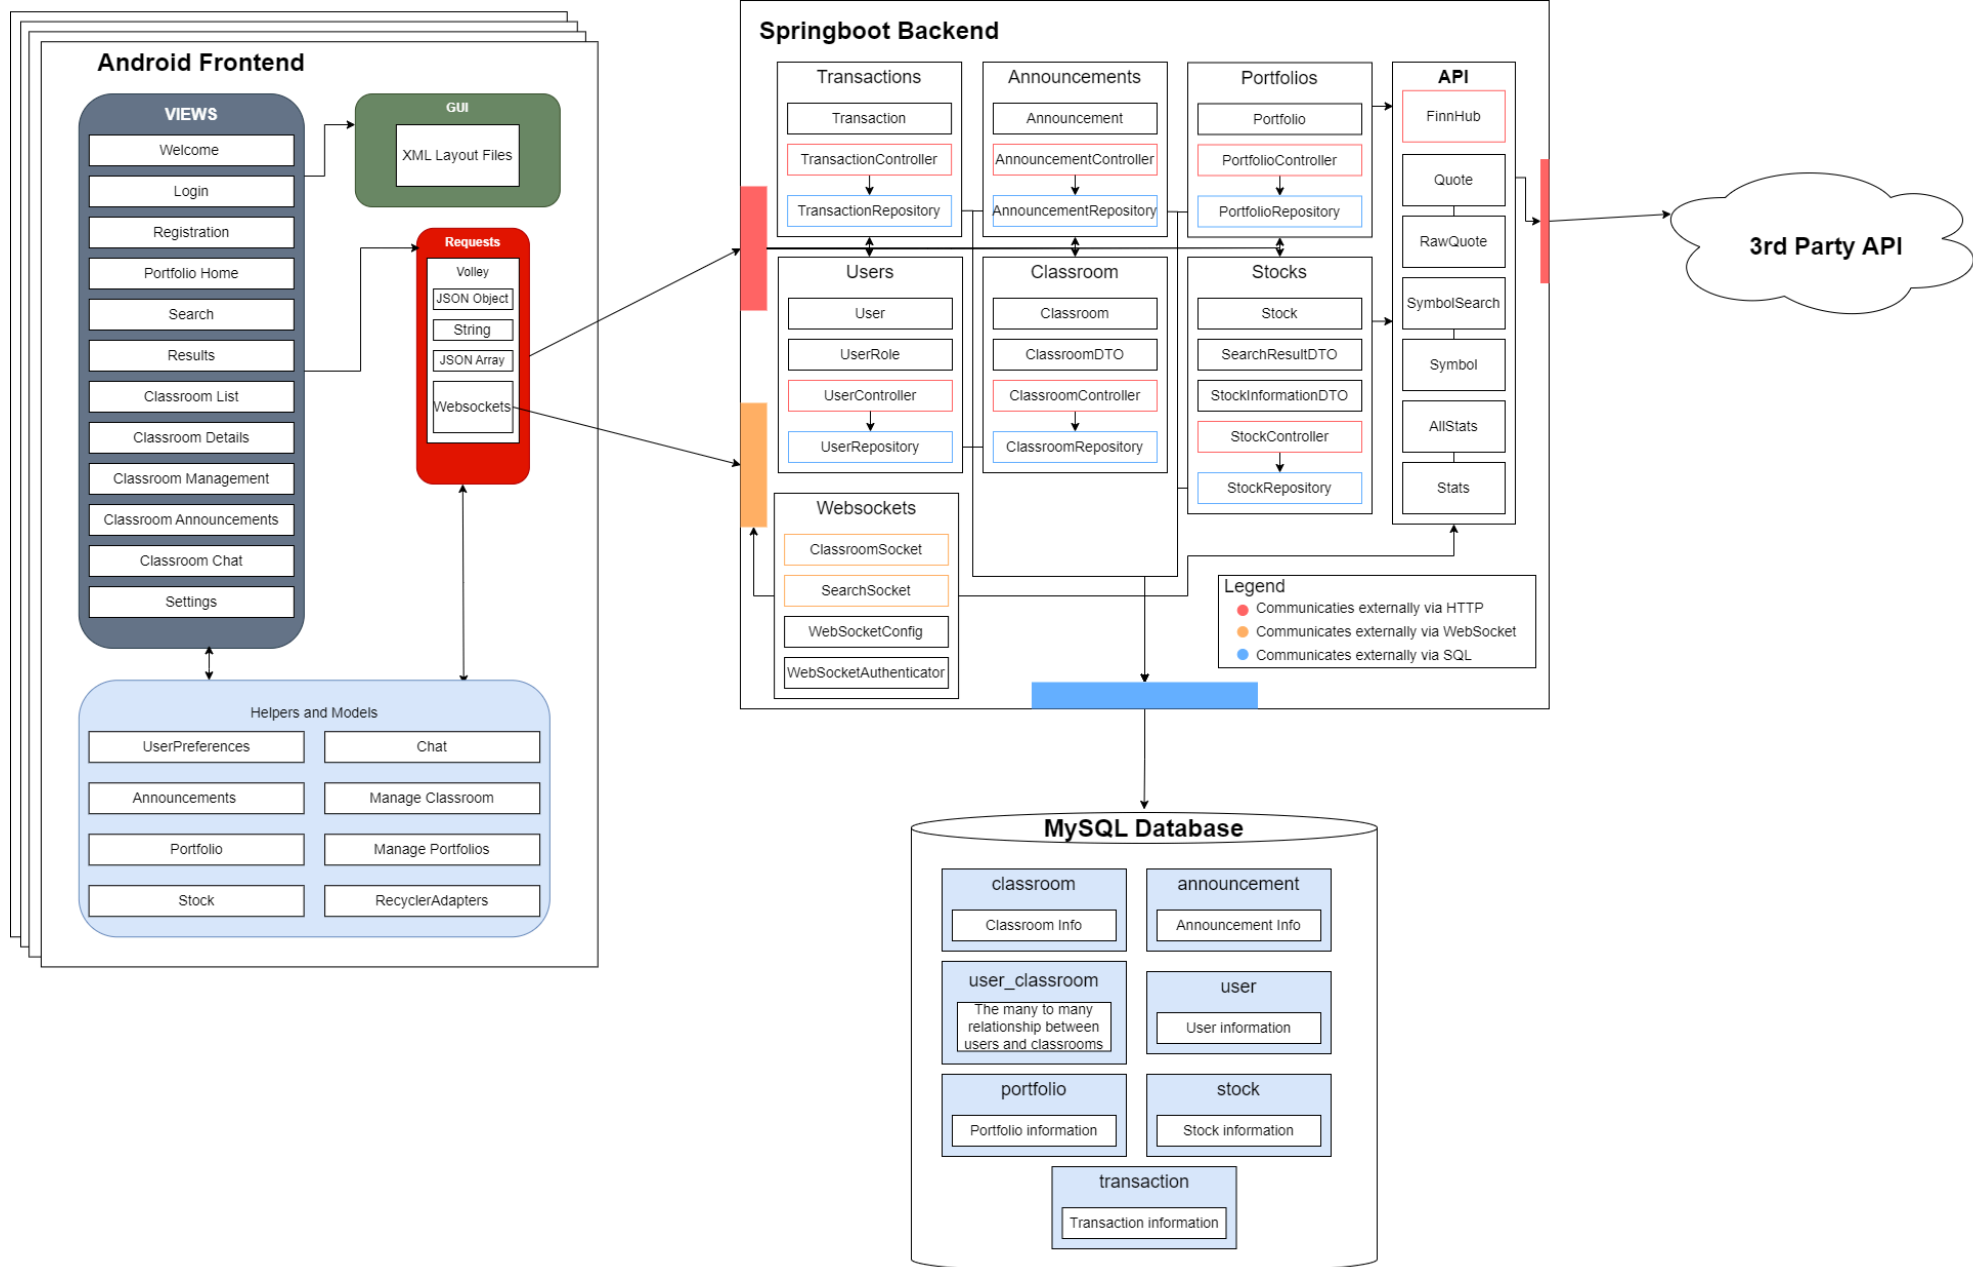 Android Frontend
VIEWS
Welcome
Login
Registration
Portfolio Home
Search
Results
Classroom List
Classroom Details
Classroom Management
Classroom Announcements
Classroom Chat
Settings
GUI
XML Layout Files
Requests
Volley
JSON Object
String
JSON Array
Websockets
Helpers and Models
UserPreferences
Chat
Announcements
Manage Classroom
Portfolio
Manage Portfolios
Stock
RecyclerAdapters
Springboot Backend
Transactions
Transaction
TransactionController
TransactionRepository
Announcements
Announcement
AnnouncementController
AnnouncementRepository
Portfolios
Portfolio
PortfolioController
PortfolioRepository
API
FinnHub
Quote
RawQuote
SymbolSearch
Symbol
AllStats
Stats
Users
User
UserRole
UserController
UserRepository
Classroom
Classroom
ClassroomDTO
ClassroomController
ClassroomRepository
Stocks
Stock
SearchResultDTO
StockInformationDTO
StockController
StockRepository
Websockets
ClassroomSocket
SearchSocket
WebSocketConfig
WebSocketAuthenticator
Legend
Communicaties externally via HTTP
Communicates externally via WebSocket
Communicates externally via SQL
3rd Party API
MySQL Database
classroom
Classroom Info
announcement
Announcement Info
user_classroom
The many to many
relationship between
users and classrooms
user
User information
portfolio
Portfolio information
stock
Stock information
transaction
Transaction information